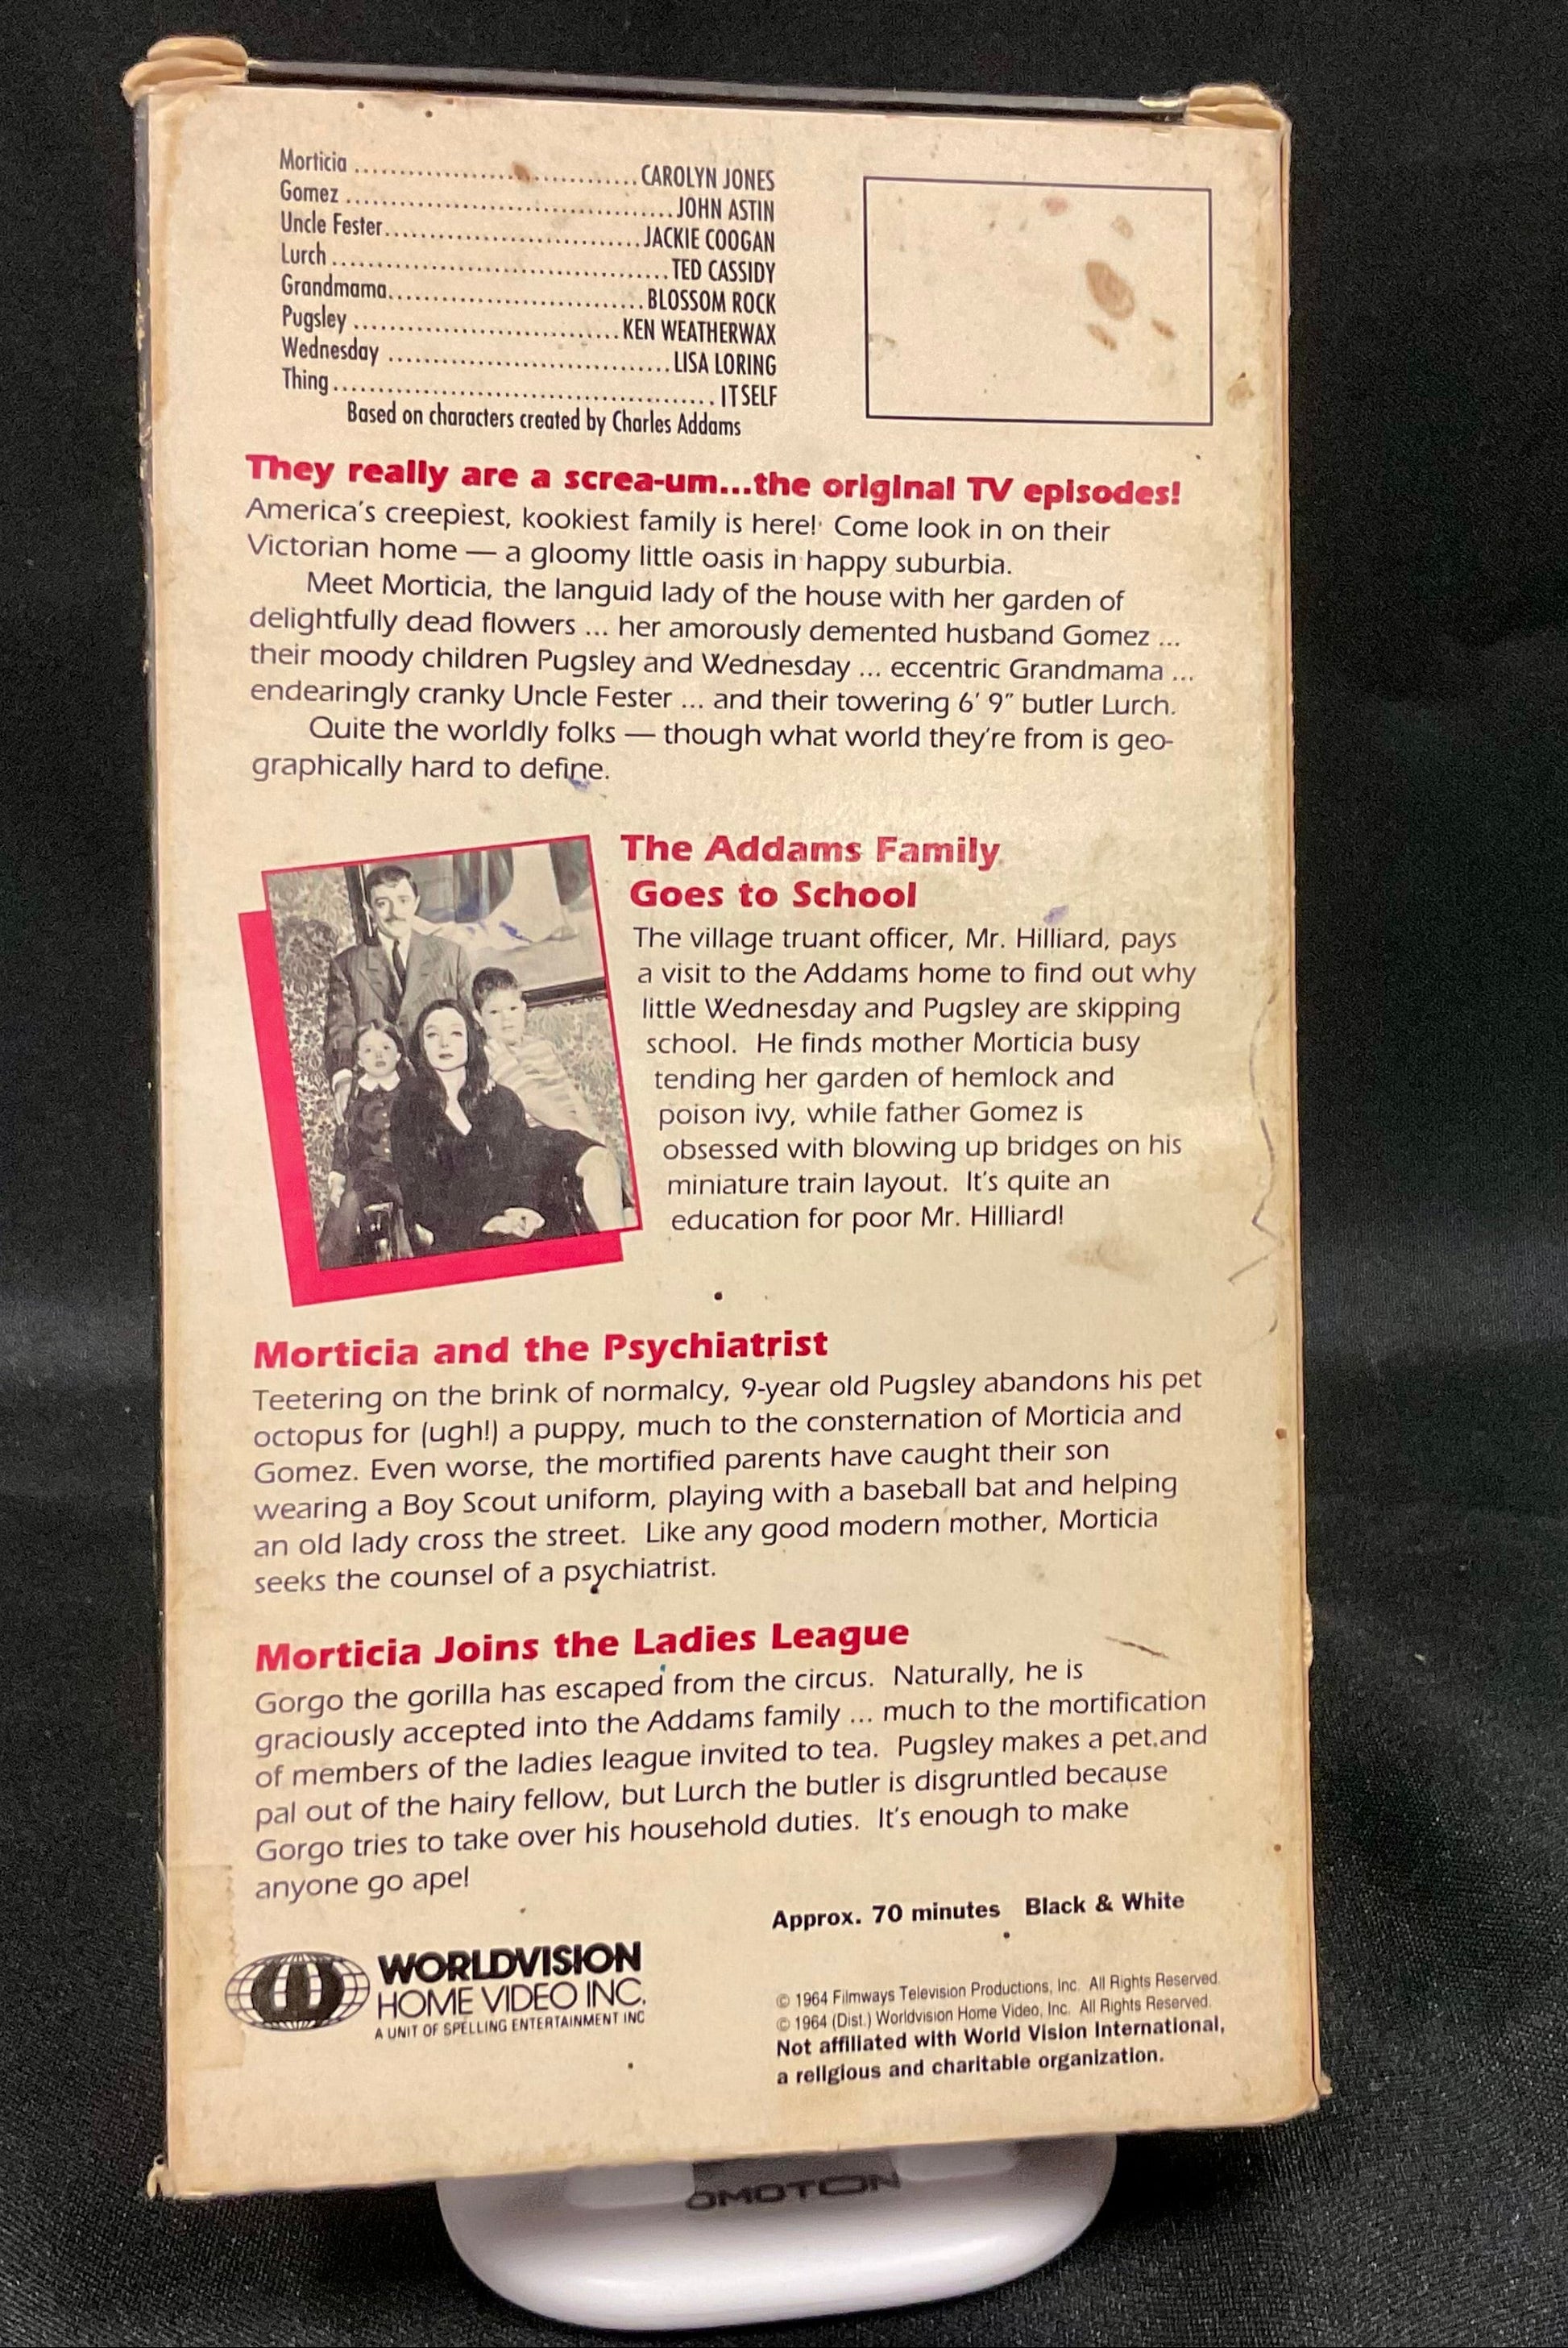 Morticia ................................ CAROLYN JONES
Gomez ..................................... JOHN ASTIN
Uncle Fester............................. JACKIE COOGAN
Lurch ...................................... TED CASSIDY
Grandmama............................. BLOSSOM ROCK
Pugsley .............................. KEN WEATHERWAX
Wednesday ................................ LISA LORING
Thing........................................... ITSELF
Based on characters created by Charles Addams
They really are a screa-um...the original TV episodes!
America's creepiest, kookiest family is here! Come look in on their
Victorian home — a gloomy little oasis in happy suburbia.
Meet Morticia, the languid lady of the house with her garden of
delightfully dead flowers ... her amorously demented husband Gomez ...
their moody children Pugsley and Wednesday ... eccentric Grandmama ...
endearingly cranky Uncle Fester ... and their towering 6' 9" butler Lurch.
Quite the worldly folks — though what world they're from is geo-
graphically hard to define.
The Addams Family
Goes to School
The village truant officer, Mr. Hilliard, pays
a visit to the Addams home to find out why
little Wednesday and Pugsley are skipping
school. He finds mother Morticia busy
tending her garden of hemlock and
poison ivy, while father Gomez is
obsessed with blowing up bridges on his
miniature train layout. It's quite an
education for poor Mr. Hilliard!
Morticia and the Psychiatrist
Teetering on the brink of normalcy, 9-year old Pugsley abandons his pet
octopus for (ugh!) a puppy, much to the consternation of Morticia and
Gomez. Even worse, the mortified parents have caught their son
wearing a Boy Scout uniform, playing with a baseball bat and helping
an old lady cross the street. Like any good modern mother, Morticia
seeks the counsel of a psychiatrist.
Morticia Joins the Ladies League
Gorgo the gorilla has escaped from the circus. Naturally, he is
graciously accepted into the Addams family ... much to the mortification
of members of the ladies league invited to tea. Pugsley makes a pet and
pal out of the hairy fellow, but Lurch the butler is disgruntled because
Gorgo tries to take over his household duties. It's enough to make
anyone go ape!
Approx. 70 minutes Black & White
WORLDVISION
HOME VIDEO INC.
A UNIT OF SPELLING ENTERTAINMENT INC
© 1964 Filmways Television Productions, Inc. All Rights Reserved.
© 1964 (Dist.) Worldvision Home Video, Inc. All Rights Reserved.
Not affiliated with World Vision International,
a religious and charitable organization.
OMOTON